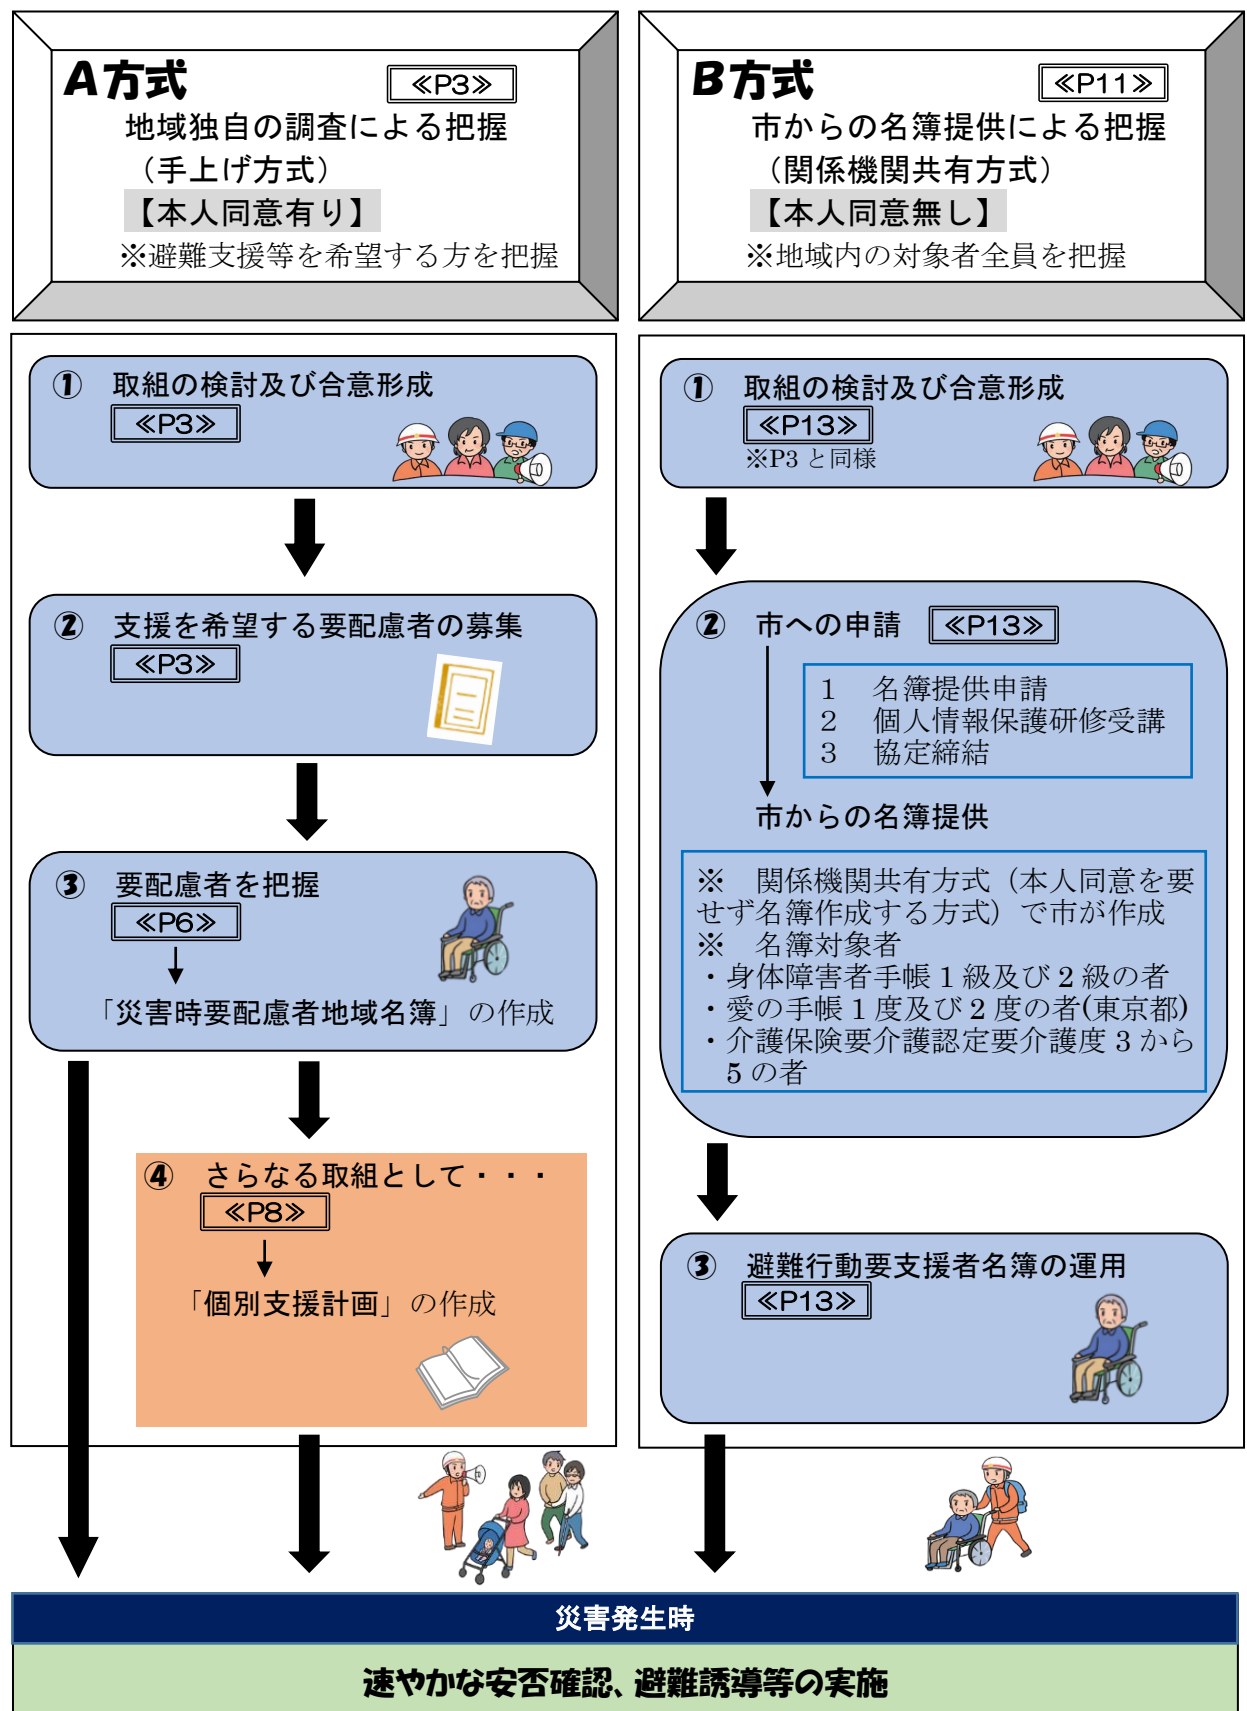 A方式
≪P3≫
地域独自の調査による把握
（手上げ方式）
【本人同意有り】
※避難支援等を希望する方を把握
① 取組の検討及び合意形成
≪P3≫
② 支援を希望する要配慮者の募集
≪P3≫
③ 要配慮者を把握
≪P6≫
「災害時要配慮者地域名簿」の作成
④ さらなる取組として・・・
≪P8≫
「個別支援計画」の作成
B方式
≪P11≫
市からの名簿提供による把握
（関係機関共有方式）
【本人同意無し】
※地域内の対象者全員を把握
① 取組の検討及び合意形成
≪P13≫
※P3 と同様
② 市への申請 ≪P13≫
1 名簿提供申請
2 個人情報保護研修受講
3 協定締結
市からの名簿提供
※ 関係機関共有方式（本人同意を要
せず名簿作成する方式）で市が作成
※ 名簿対象者
・身体障害者手帳 1 級及び 2 級の者
・愛の手帳 1 度及び 2 度の者(東京都)
・介護保険要介護認定要介護度 3 から
5 の者
③ 避難行動要支援者名簿の運用
≪P13≫
災害発生時
速やかな安否確認、避難誘導等の実施